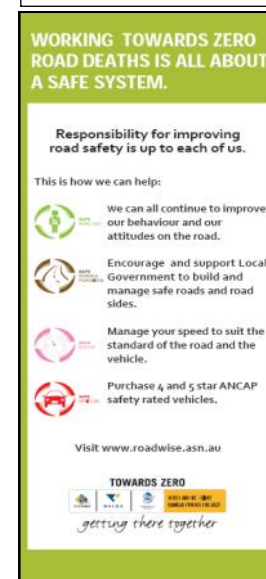 WORKING TOWARDS ZERO
ROAD DEATHS IS ALL ABOUT
A SAFE SYSTEM.
Responsibility for improving
road safety is up to each of us.
This is how we can help:
We can all continue to improve
our behaviour and our
attitudes on the road.
Encourage and support Local
Government to build and
manage safe roads and road
sides.
Manage your speed to suit the
standard of the road and the
vehicle.
Purchase 4 and 5 star ANCAP
safety rated vehicles.
Visit www.roadwise.asn.au
TOWARDS ZERO
getting there together